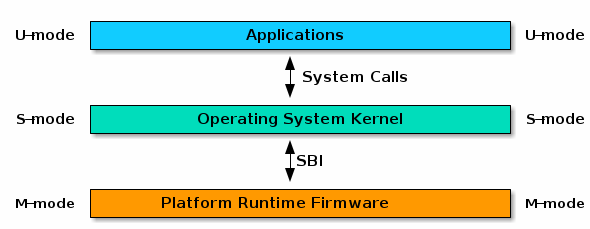 U-mode Applications U-mode
System Calls
S-mode Operating System Kernel S-mode
SBI
M-mode Platform Runtime Firmware M-mode